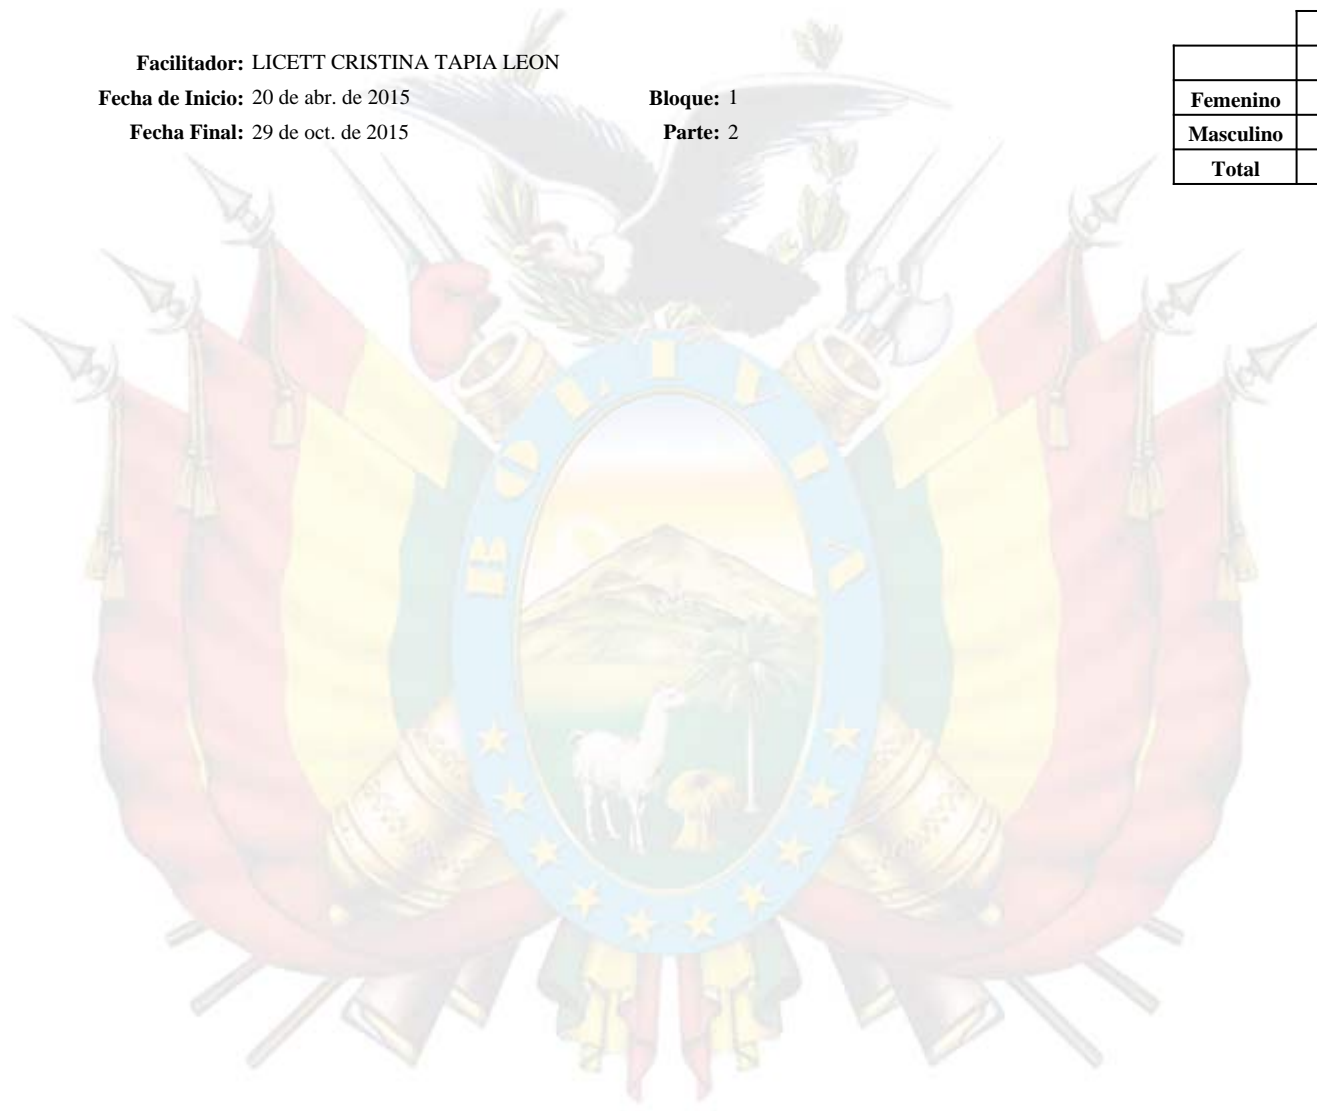 Facilitador: LICETT CRISTINA TAPIA LEON
Fecha de Inicio: 20 de abr. de 2015 Bloque: 1
Fecha Final: 29 de oct. de 2015 Parte: 2
Femenino
Masculino
Total
BOLIVIA